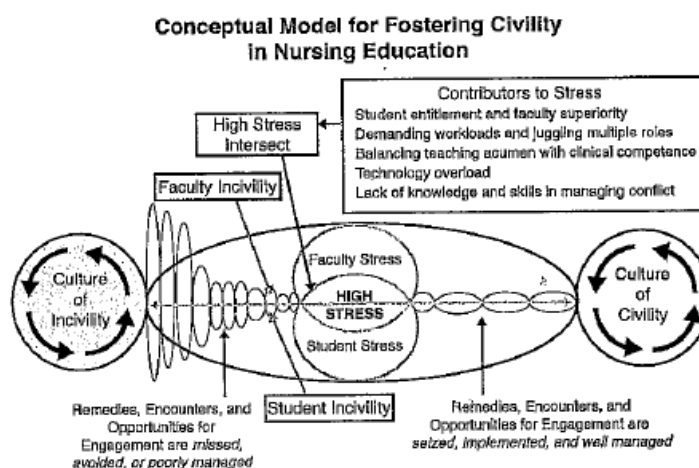 Conceptual Model for Fostering Civility
in Nursing Education
Contributors to Stress
Student entitlement and faculty superiority
Demanding workloads and juggling multiple roles
Balancing teaching acumen with clinical competence
Technology overload
Lack of knowledge and skills in managing conflict
High Stress
Intersect
Faculty Incivility
Culture
of
Incivility
Faculty Stress
HIGH
STRESS
Student Stress
Culture
of
Civility
Student Incivility
Remedies, Encounters, and
Opportunities for
Engagement are missed,
avoided, or poorly managed
Remedies, Encounters, and
Opportunities for Engagement are
seized, implemented, and well managed